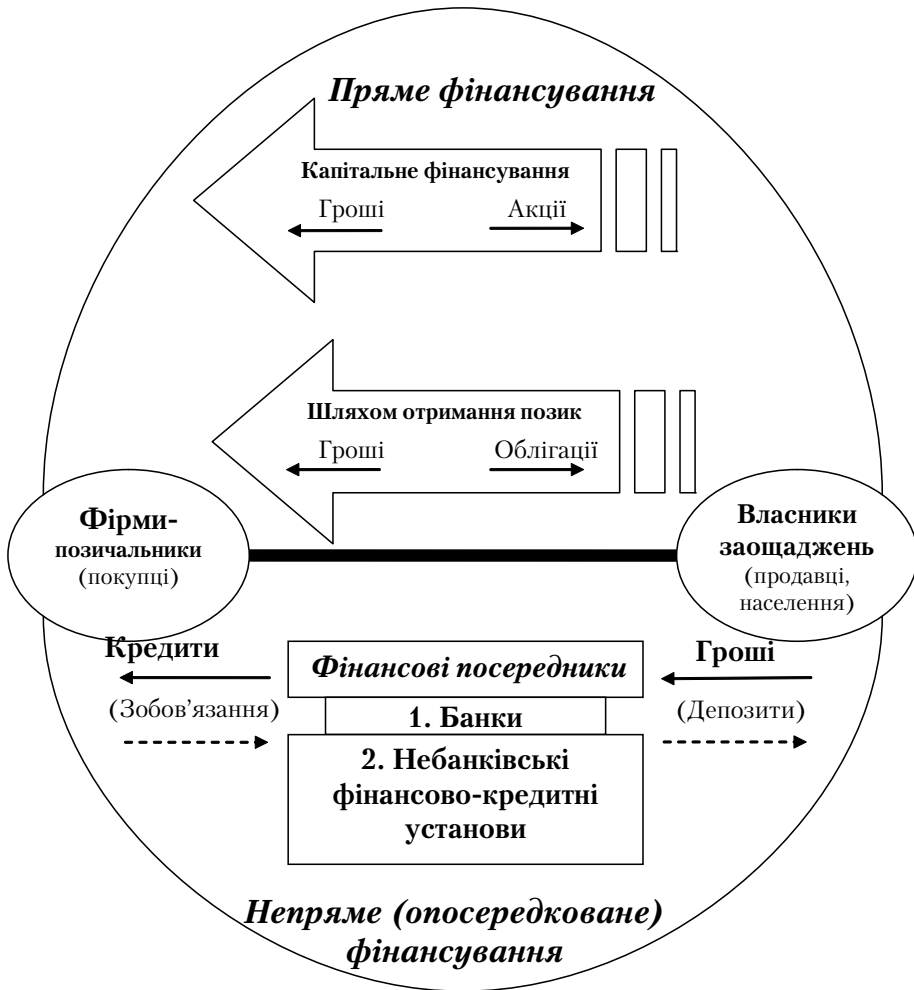 Пряме фінансування
Капітальне фінансування
Гроші
Акції
Шляхом отримання позик
Гроші
Облігації
Фірми-
позичальники
(покупці)
Власники
заощаджень
(продавці,
населення)
Кредити
(Зобов’язання)
Фінансові посередники
1. Банки
2. Небанківські
фінансово-кредитні
установи
Гроші
(Депозити)
Непряме (опосередковане)
фінансування